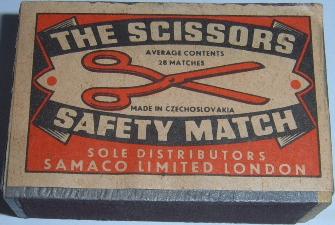 THE SCISSORS
AVERAGE CONTENTS
28 MATCHES
MADE IN CZECHOSLOVAKIA
SAFETY MATCH
SOLE DISTRIBUTORS
SAMACO LIMITED LONDON